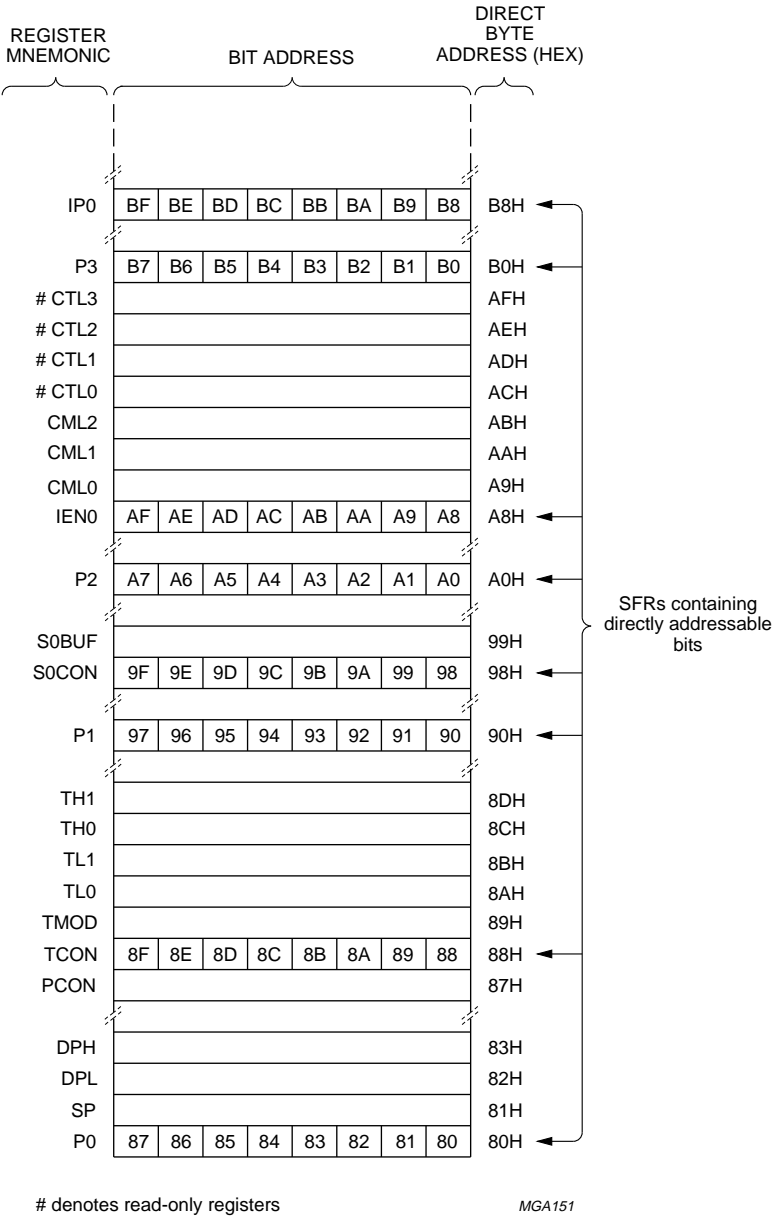 REGISTER MNEMONIC BIT ADDRESS DIRECT BYTE ADDRESS (HEX)
IP0 BF BE BD BC BB BA B9 B8 B8H
P3 B7 B6 B5 B4 B3 B2 B1 B0 B0H
# CTL3 AFH
# CTL2 AEH
# CTL1 ADH
# CTL0 ACH
CML2 ABH
CML1 AAH
CML0 A9H
IEN0 AF AE AD AC AB AA A9 A8 A8H
P2 A7 A6 A5 A4 A3 A2 A1 A0 A0H
SFRs containing
directly addressable
bits
S0BUF 99H
S0CON 9F 9E 9D 9C 9B 9A 99 98 98H
P1 97 96 95 94 93 92 91 90 90H
TH1 8DH
TH0 8CH
TL1 8BH
TL0 8AH
TMOD 89H
TCON 8F 8E 8D 8C 8B 8A 89 88 88H
PCON 87H
DPH 83H
DPL 82H
SP 81H
P0 87 86 85 84 83 82 81 80 80H
# denotes read-only registers MGA151